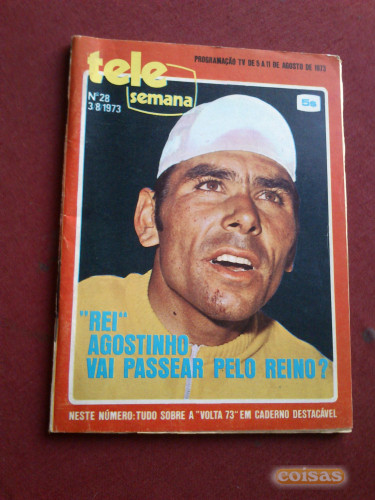 PROGRAMAÇÃO TV DE 5 A 11 DE AGOSTO DE 1973
tele
semana
Nº 28
3/8/1973
5$
"REI"
AGOSTINHO
VAI PASSEAR PELO REINO?
NESTE NÚMERO: TUDO SOBRE A "VOLTA 73" EM CADERNO DESTACÁVEL
coisas